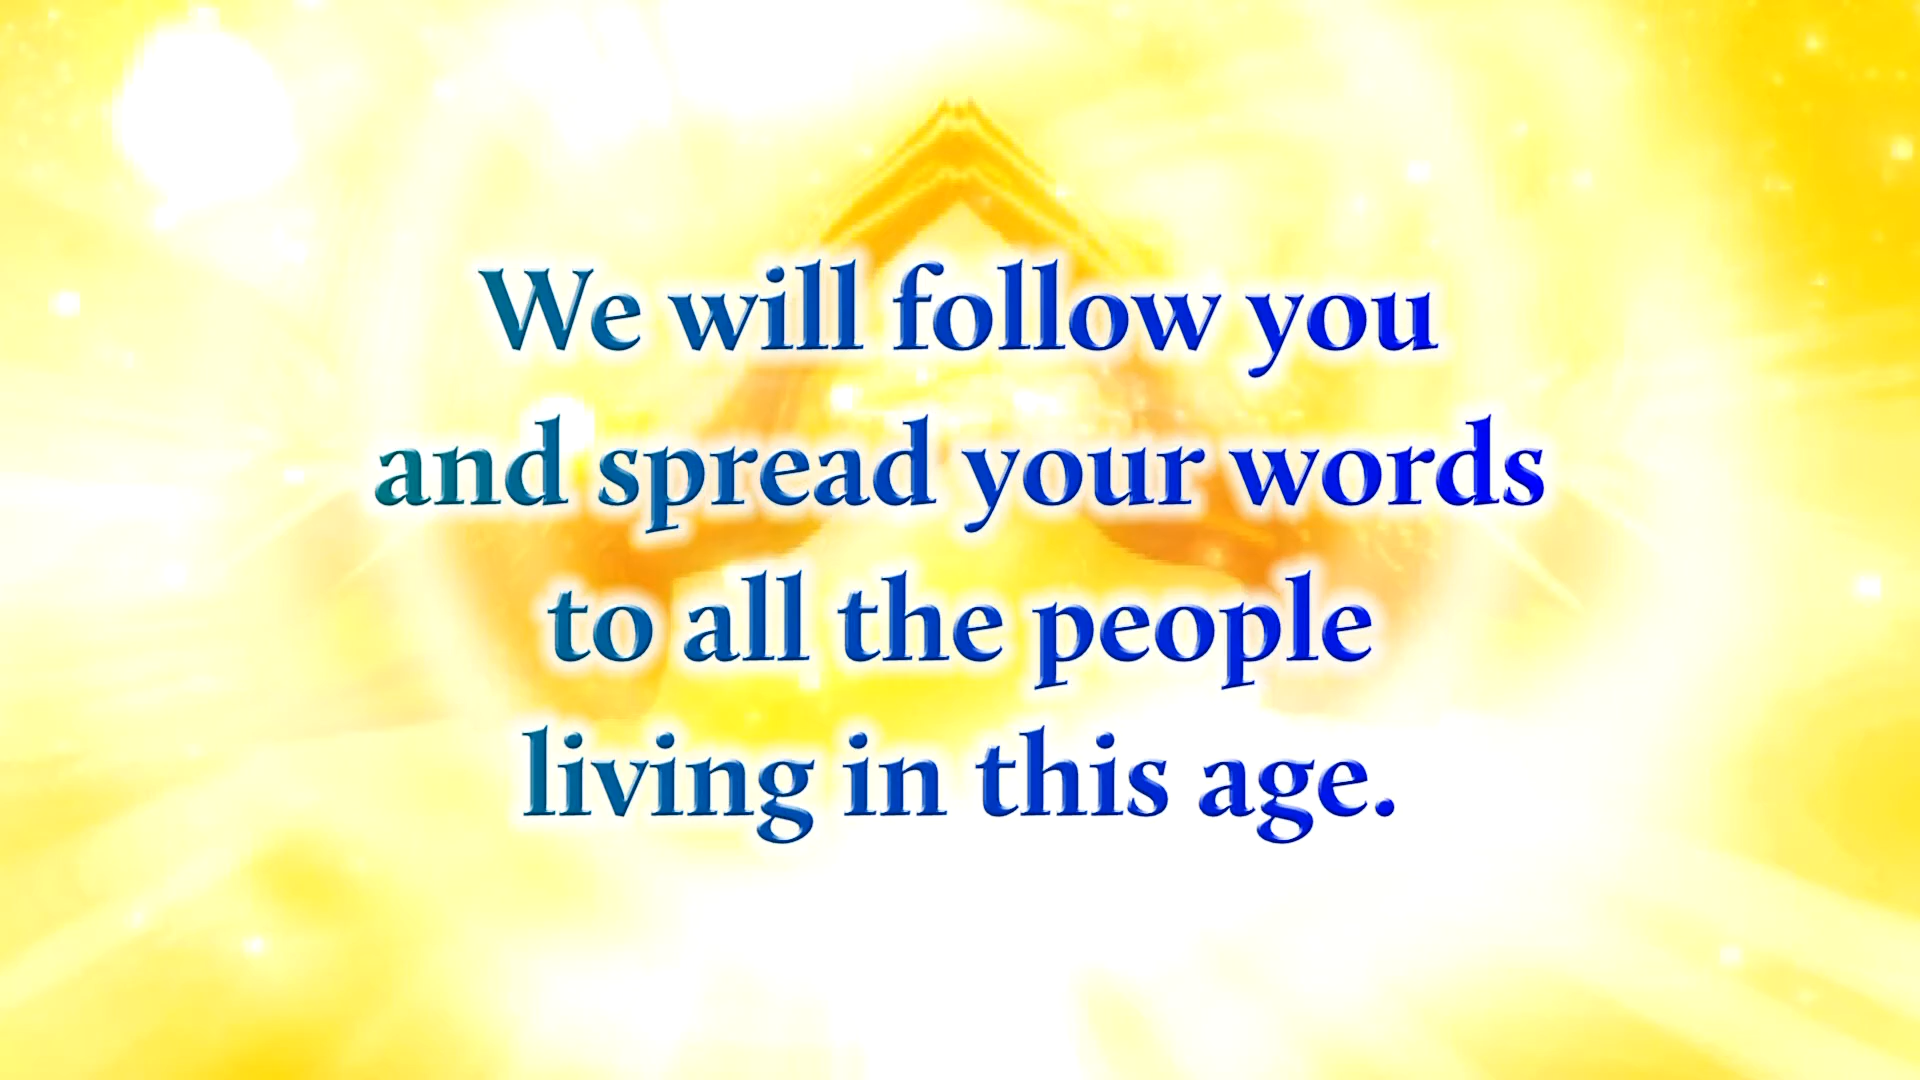 We will follow you
and spread your words
to all the people
living in this age.